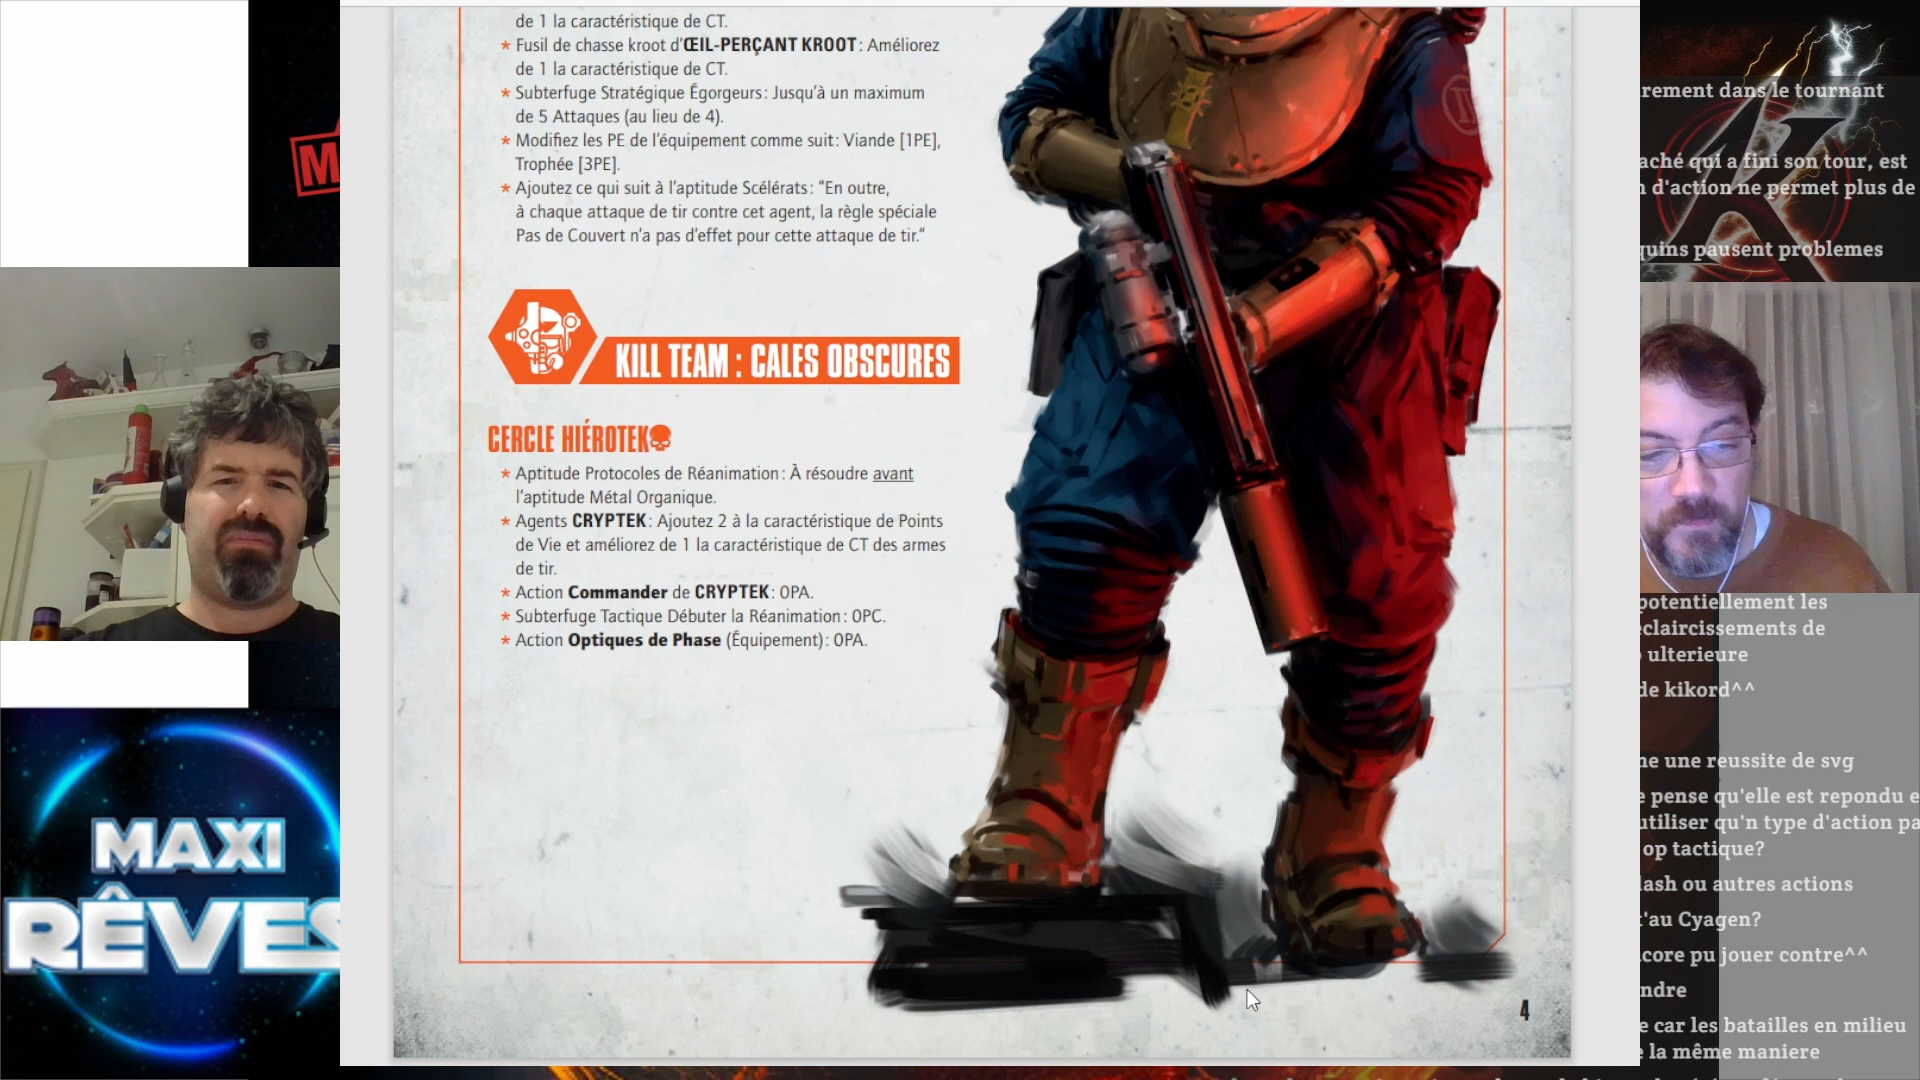 de 1 la caractéristique de CT.
* Fusil de chasse kroot d'ŒIL-PERÇANT KROOT : Améliorez
de 1 la caractéristique de CT.
* Subterfuge Stratégique Égorgeurs : Jusqu'à un maximum
de 5 Attaques (au lieu de 4).
* Modifiez les PE de l'équipement comme suit : Viande [1PE],
Trophée [3PE].
* Ajoutez ce qui suit à l'aptitude Scélérats : “En outre,
à chaque attaque de tir contre cet agent, la règle spéciale
Pas de Couvert n'a pas d'effet pour cette attaque de tir.”
KILL TEAM : CALES OBSCURES
CERCLE HIÉROTEK
* Aptitude Protocoles de Réanimation : À résoudre avant
l'aptitude Métal Organique.
* Agents CRYPTEK : Ajoutez 2 à la caractéristique de Points
de Vie et améliorez de 1 la caractéristique de CT des armes
de tir.
* Action Commander de CRYPTEK : 0PA.
* Subterfuge Tactique Débuter la Réanimation : 0PC.
* Action Optiques de Phase (Équipement) : 0PA.
4
M
MAXI
RÊVES
dans le tournant
qui a fini son tour, est
d'action ne permet plus de
pausent problemes
potentiellement les
eclaircissements de
ulterieure
de kikord^^
une reussite de svg
pense qu'elle est repondu
utiliser qu'n type d'action
op tactique?
ou autres actions
t'au Cyagen?
pu jouer contre^^
car les batailles en milieu
la même maniere